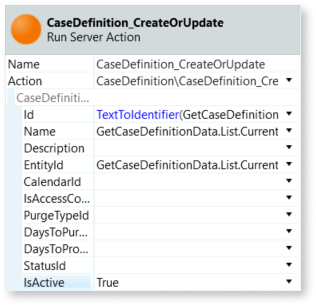 CaseDefinition_CreateOrUpdate
Run Server Action
Name CaseDefinition_CreateOrUpdate
Action CaseDefinition\CaseDefinition_Cre
CaseDefiniti...
Id TextToIdentifier(GetCaseDefinition
Name GetCaseDefinitionData.List.Current
Description
EntityId GetCaseDefinitionData.List.Current
CalendarId
IsAccessCo...
PurgeTypeId
DaysToPur...
DaysToPro...
StatusId
IsActive True